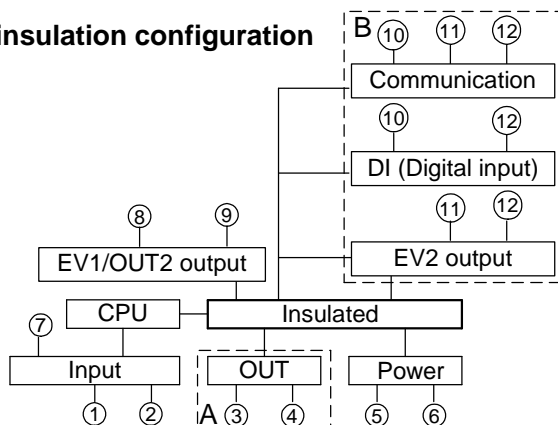 insulation configuration
B ⑩ ⑪ ⑫
Communication
⑩ ⑫
DI (Digital input)
⑧ ⑨ ⑪ ⑫
EV1/OUT2 output EV2 output
CPU Insulated
⑦
Input OUT Power
① ② A ③ ④ ⑤ ⑥